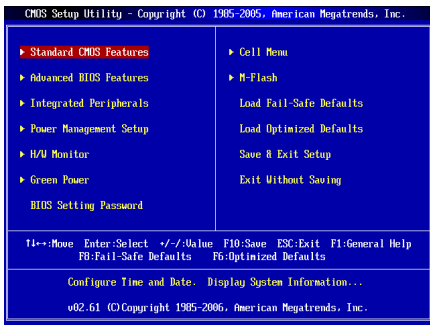 CMOS Setup Utility - Copyright (C) 1985-2005, American Megatrends, Inc.
▶ Standard CMOS Features
▶ Advanced BIOS Features
▶ Integrated Peripherals
▶ Power Management Setup
▶ H/W Monitor
▶ Green Power
BIOS Setting Password
▶ Cell Menu
▶ M-Flash
Load Fail-Safe Defaults
Load Optimized Defaults
Save & Exit Setup
Exit Without Saving
↑↓←→:Move Enter:Select +/-/:Value F10:Save ESC:Exit F1:General Help
F8:Fail-Safe Defaults F6:Optimized Defaults
Configure Time and Date. Display System Information...
v02.61 (C)Copyright 1985-2006, American Megatrends, Inc.